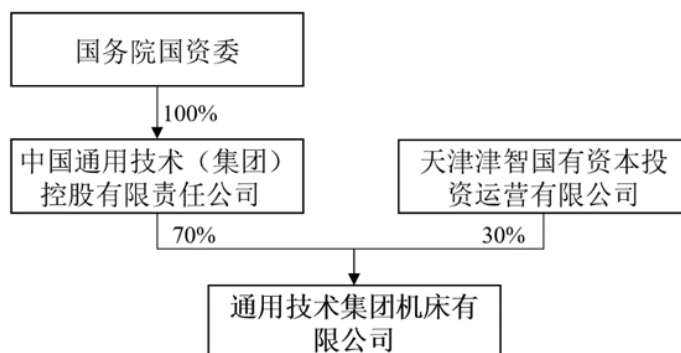 国务院国资委
100%
中国通用技术（集团）
控股有限责任公司
天津津智国有资本投
资运营有限公司
70%
30%
通用技术集团机床有
限公司